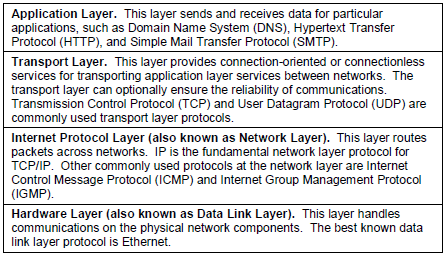 Application Layer. This layer sends and receives data for particular
applications, such as Domain Name System (DNS), Hypertext Transfer
Protocol (HTTP), and Simple Mail Transfer Protocol (SMTP).
Transport Layer. This layer provides connection-oriented or connectionless
services for transporting application layer services between networks. The
transport layer can optionally ensure the reliability of communications.
Transmission Control Protocol (TCP) and User Datagram Protocol (UDP) are
commonly used transport layer protocols.
Internet Protocol Layer (also known as Network Layer). This layer routes
packets across networks. IP is the fundamental network layer protocol for
TCP/IP. Other commonly used protocols at the network layer are Internet
Control Message Protocol (ICMP) and Internet Group Management Protocol
(IGMP).
Hardware Layer (also known as Data Link Layer). This layer handles
communications on the physical network components. The best known data
link layer protocol is Ethernet.